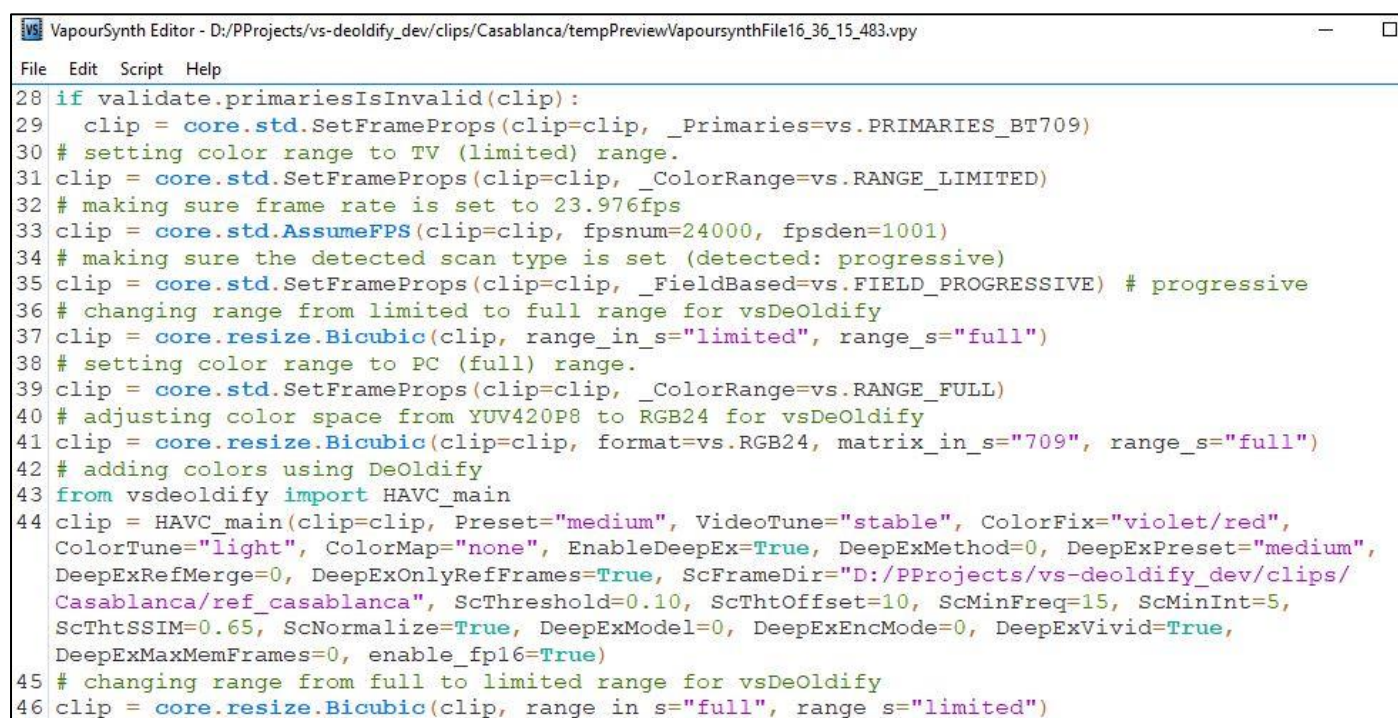 VS VapourSynth Editor - D:/PProjects/vs-deoldify_dev/clips/Casablanca/tempPreviewVapoursynthFile16_36_15_483.vpy
File Edit Script Help
28 if validate.primariesIsInvalid(clip):
29   clip = core.std.SetFrameProps(clip=clip, _Primaries=vs.PRIMARIES_BT709)
30 # setting color range to TV (limited) range.
31 clip = core.std.SetFrameProps(clip=clip, _ColorRange=vs.RANGE_LIMITED)
32 # making sure frame rate is set to 23.976fps
33 clip = core.std.AssumeFPS(clip=clip, fpsnum=24000, fpsden=1001)
34 # making sure the detected scan type is set (detected: progressive)
35 clip = core.std.SetFrameProps(clip=clip, _FieldBased=vs.FIELD_PROGRESSIVE) # progressive
36 # changing range from limited to full range for vsDeOldify
37 clip = core.resize.Bicubic(clip, range_in_s="limited", range_s="full")
38 # setting color range to PC (full) range.
39 clip = core.std.SetFrameProps(clip=clip, _ColorRange=vs.RANGE_FULL)
40 # adjusting color space from YUV420P8 to RGB24 for vsDeOldify
41 clip = core.resize.Bicubic(clip=clip, format=vs.RGB24, matrix_in_s="709", range_s="full")
42 # adding colors using DeOldify
43 from vsdeoldify import HAVC_main
44 clip = HAVC_main(clip=clip, Preset="medium", VideoTune="stable", ColorFix="violet/red",
ColorTune="light", ColorMap="none", EnableDeepEx=True, DeepExMethod=0, DeepExPreset="medium",
DeepExRefMerge=0, DeepExOnlyRefFrames=True, ScFrameDir="D:/PProjects/vs-deoldify_dev/clips/
Casablanca/ref_casablanca", ScThreshold=0.10, ScThtOffset=10, ScMinFreq=15, ScMinInt=5,
ScThtSSIM=0.65, ScNormalize=True, DeepExModel=0, DeepExEncMode=0, DeepExVivid=True,
DeepExMaxMemFrames=0, enable_fp16=True)
45 # changing range from full to limited range for vsDeOldify
46 clip = core.resize.Bicubic(clip, range_in_s="full", range_s="limited")